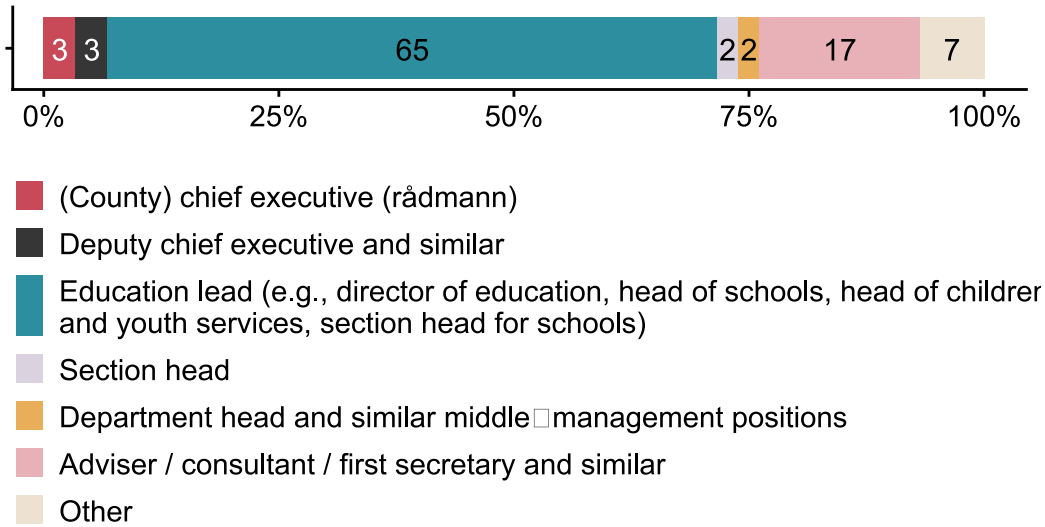 3 3 65 2 2 17 7
0% 25% 50% 75% 100%
(County) chief executive (rådmann)
Deputy chief executive and similar
Education lead (e.g., director of education, head of schools, head of children
and youth services, section head for schools)
Section head
Department head and similar middle□management positions
Adviser / consultant / first secretary and similar
Other